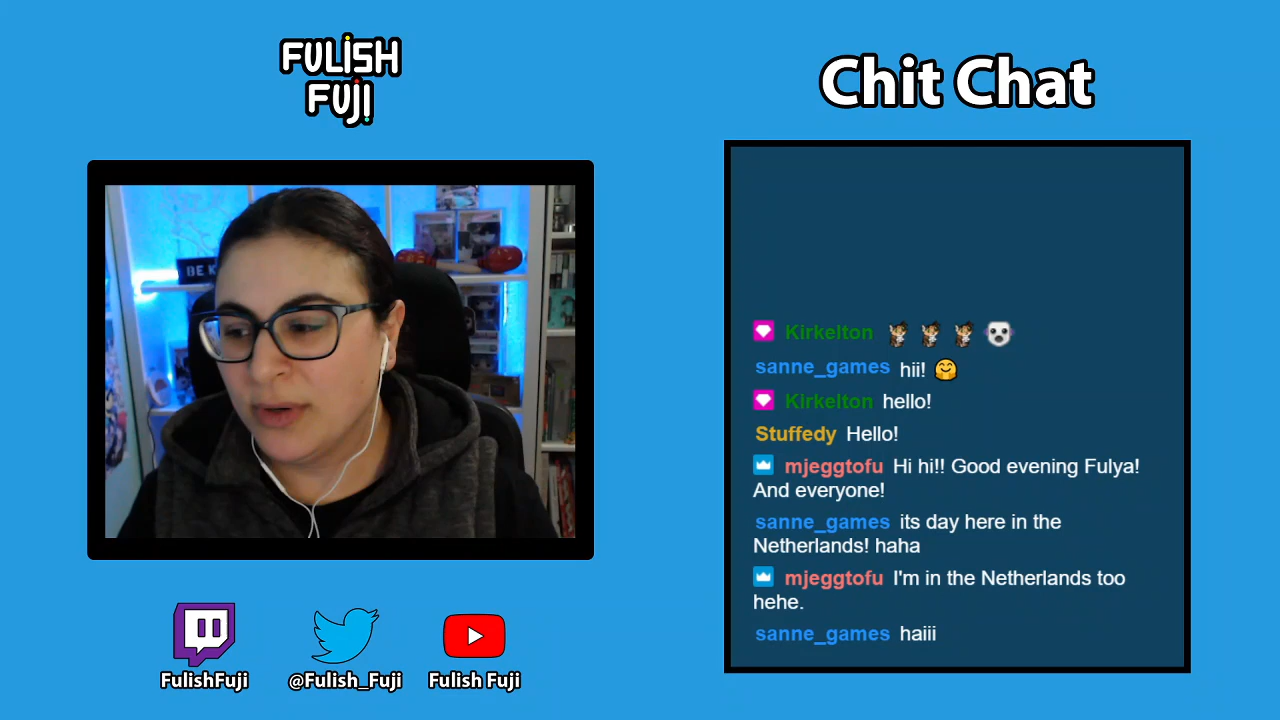 FULISH
FUJI
Chit Chat
BE K
Kirkelton
sanne_games hii!
Kirkelton hello!
Stuffedy Hello!
mjeggtofu Hi hi!! Good evening Fulya!
And everyone!
sanne_games its day here in the
Netherlands! haha
mjeggtofu I'm in the Netherlands too
hehe.
sanne_games haiii
FulishFuji
@Fulish_Fuji
Fulish Fuji